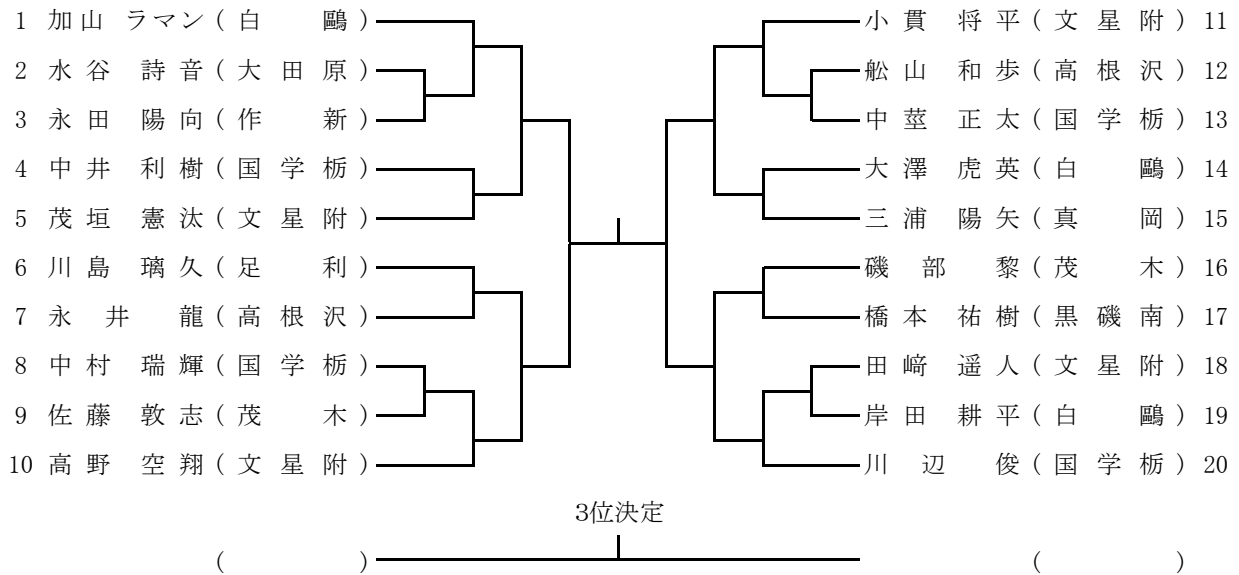 1 加山 ラマン ( 白 鷗 ) 小貫 将平 ( 文星附 ) 11
2 水谷 詩音 ( 大田原 ) 舩山 和歩 ( 高根沢 ) 12
3 永田 陽向 ( 作 新 ) 中莖 正太 ( 国学栃 ) 13
4 中井 利樹 ( 国学栃 ) 大澤 虎英 ( 白 鷗 ) 14
5 茂垣 憲汰 ( 文星附 ) 三浦 陽矢 ( 真 岡 ) 15
6 川島 璃久 ( 足 利 ) 磯部 黎 ( 茂 木 ) 16
7 永井 龍 ( 高根沢 ) 橋本 祐樹 ( 黒磯南 ) 17
8 中村 瑞輝 ( 国学栃 ) 田﨑 遥人 ( 文星附 ) 18
9 佐藤 敦志 ( 茂 木 ) 岸田 耕平 ( 白 鷗 ) 19
10 高野 空翔 ( 文星附 ) 川辺 俊 ( 国学栃 ) 20
3位決定
( ) ( )